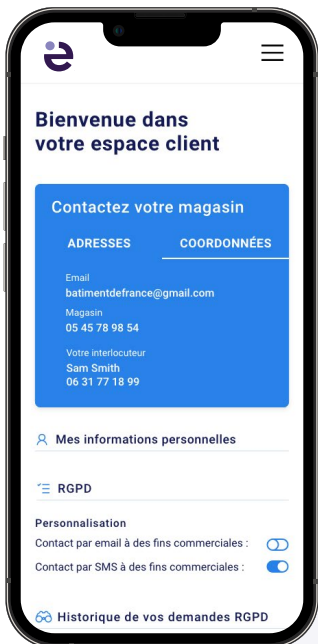 Bienvenue dans
votre espace client
Contactez votre magasin
ADRESSES COORDONNÉES
Email
batimentdefrance@gmail.com
Magasin
05 45 78 98 54
Votre interlocuteur
Sam Smith
06 31 77 18 99
Mes informations personnelles
RGPD
Personnalisation
Contact par email à des fins commerciales :
Contact par SMS à des fins commerciales :
Historique de vos demandes RGPD